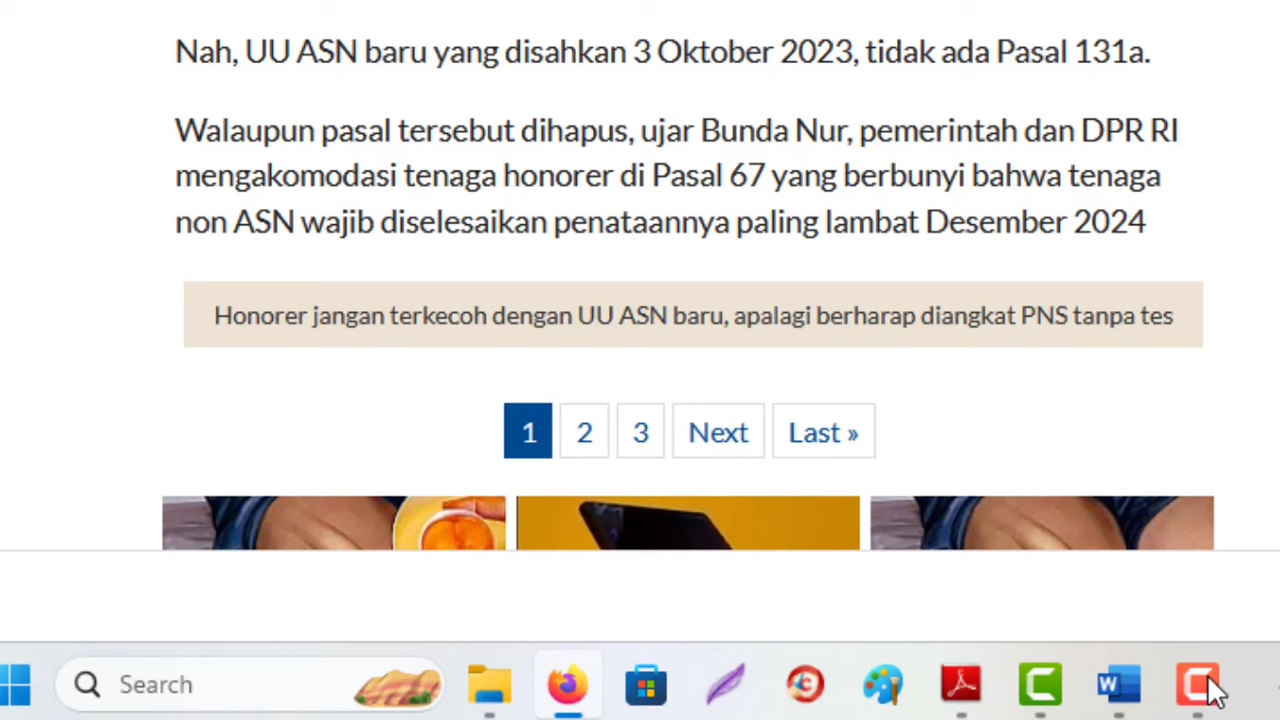 Nah, UU ASN baru yang disahkan 3 Oktober 2023, tidak ada Pasal 131a.
Walaupun pasal tersebut dihapus, ujar Bunda Nur, pemerintah dan DPR RI
mengakomodasi tenaga honorer di Pasal 67 yang berbunyi bahwa tenaga
non ASN wajib diselesaikan penataannya paling lambat Desember 2024
Honorer jangan terkecoh dengan UU ASN baru, apalagi berharap diangkat PNS tanpa tes
1 2 3 Next Last »
Search